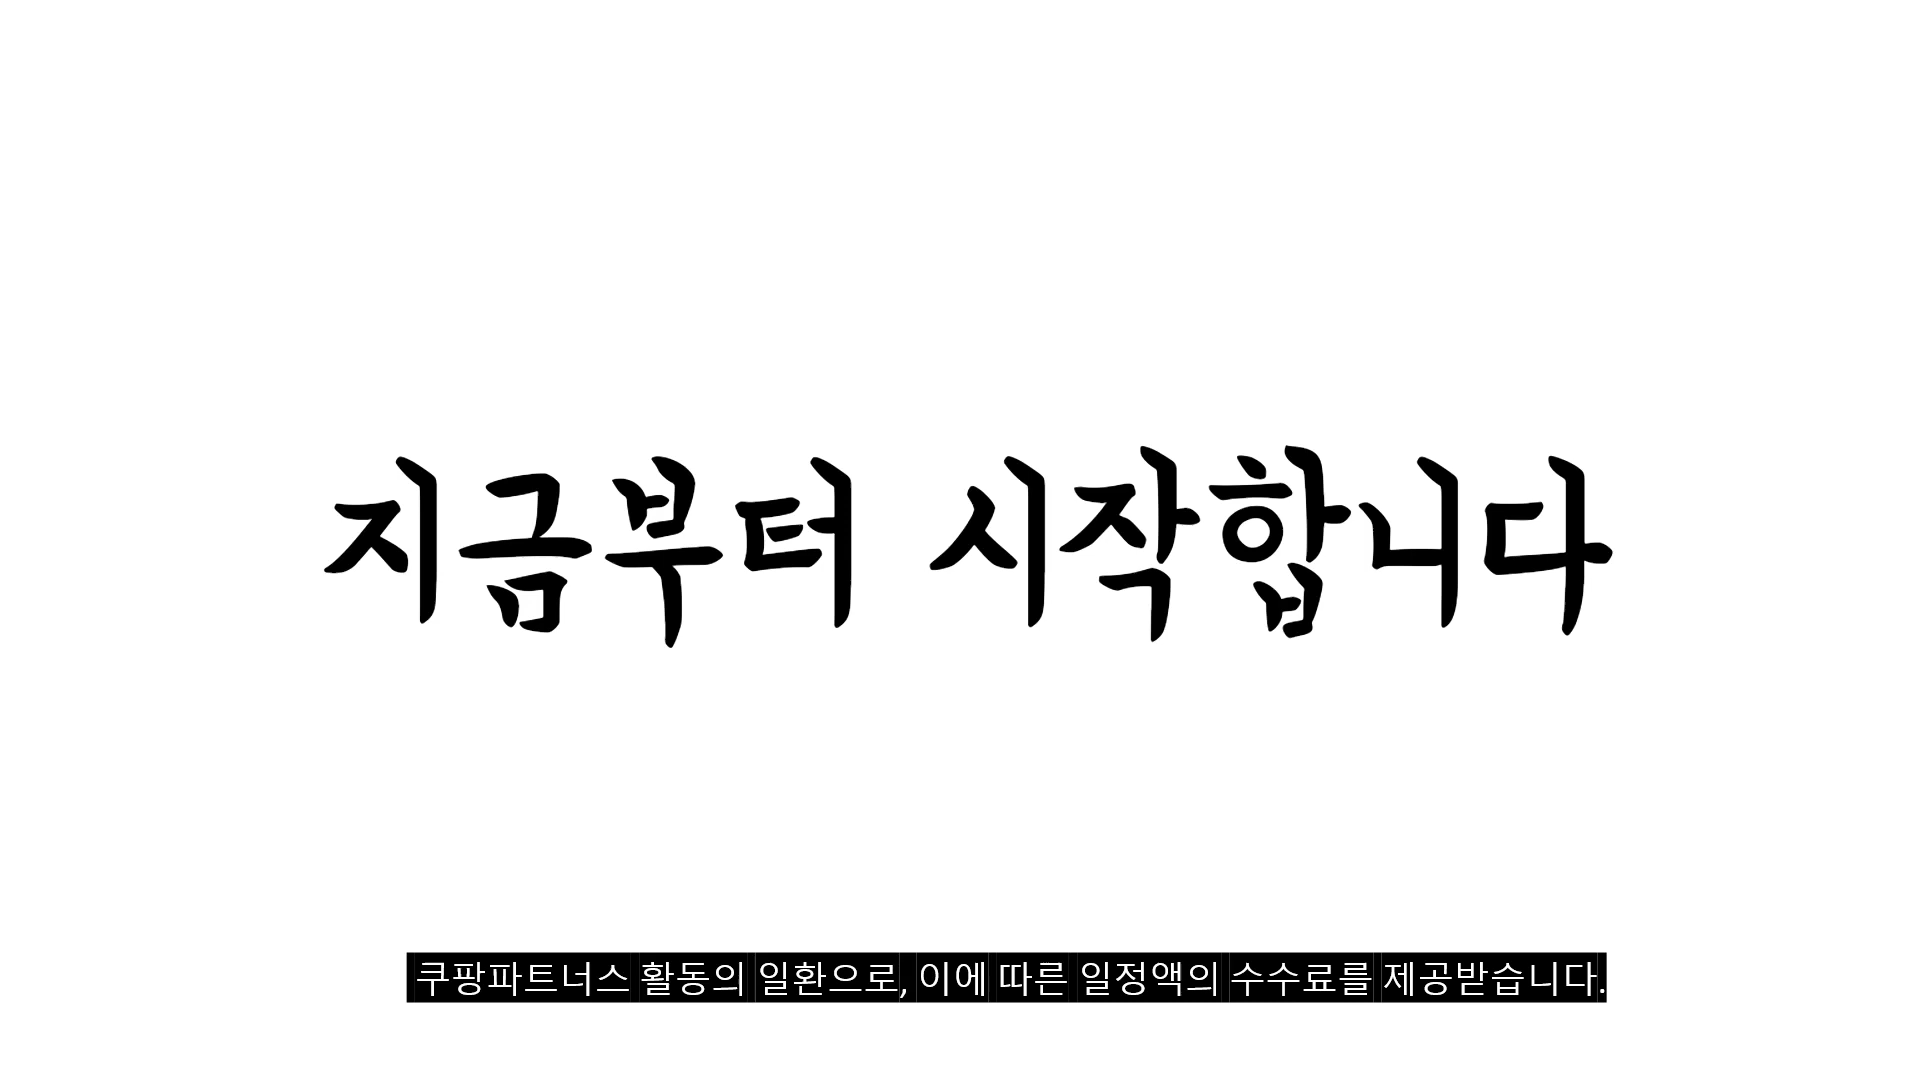 지금부터 시작합니다
쿠팡파트너스 활동의 일환으로, 이에 따른 일정액의 수수료를 제공받습니다.